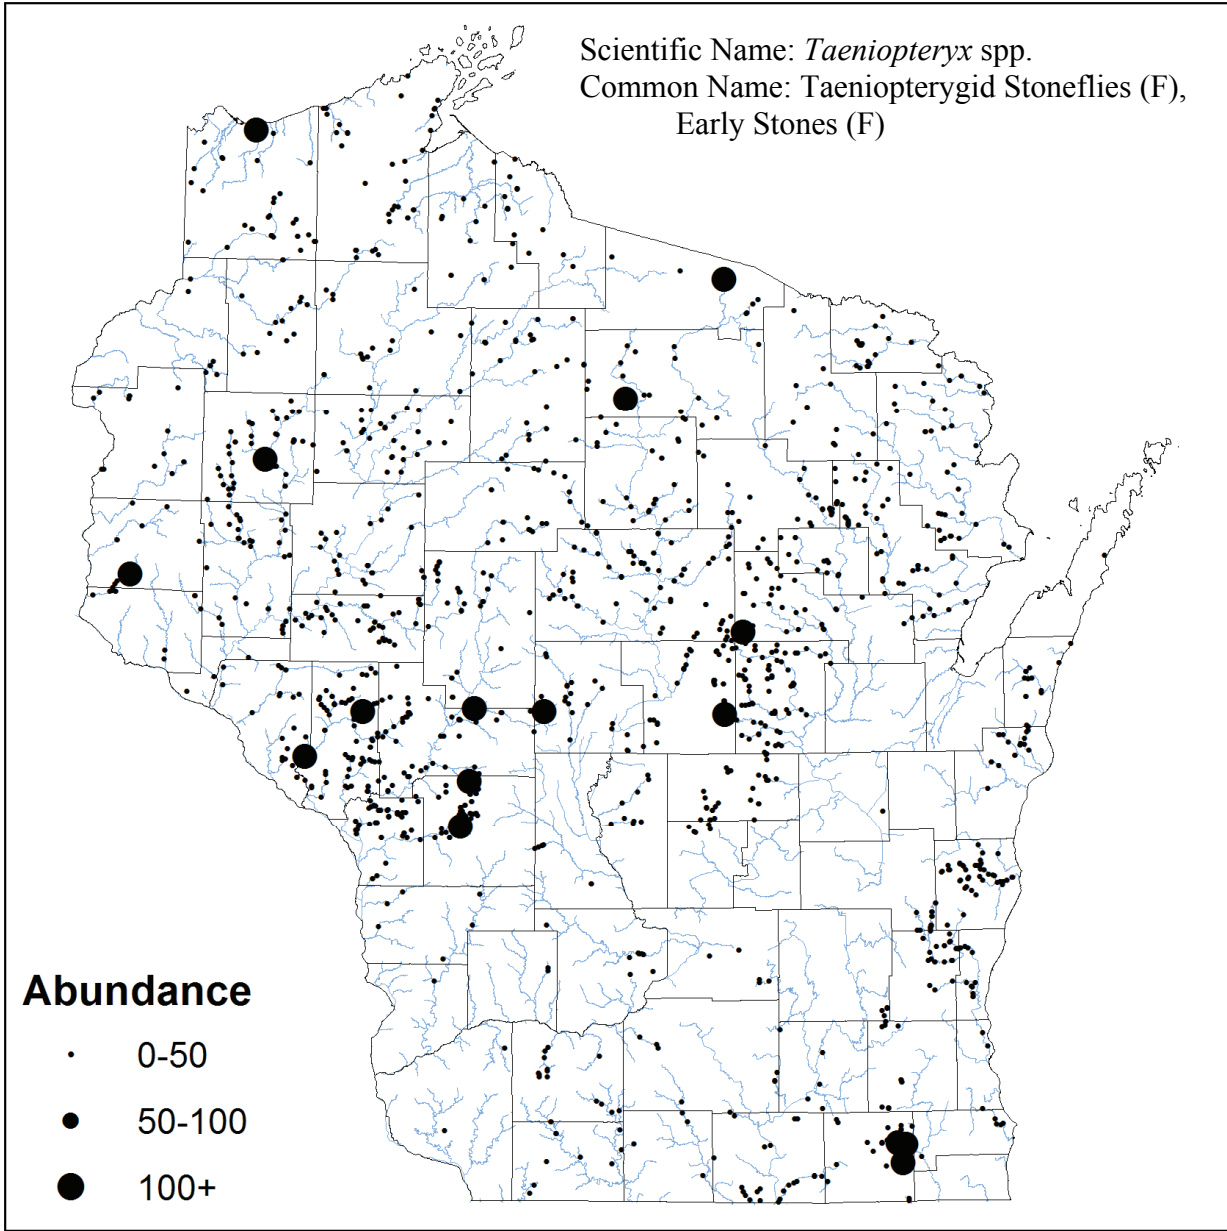 Scientific Name: Taeniopteryx spp.
Common Name: Taeniopterygid Stoneflies (F),
Early Stones (F)
Abundance
0-50
50-100
100+